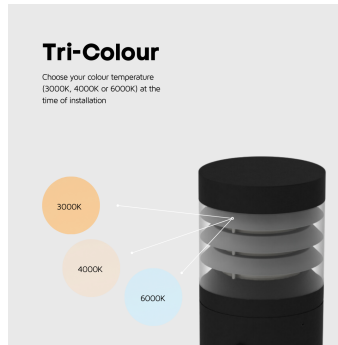 Tri-Colour
Choose your colour temperature
(3000K, 4000K or 6000K) at the
time of installation
3000K
4000K
6000K